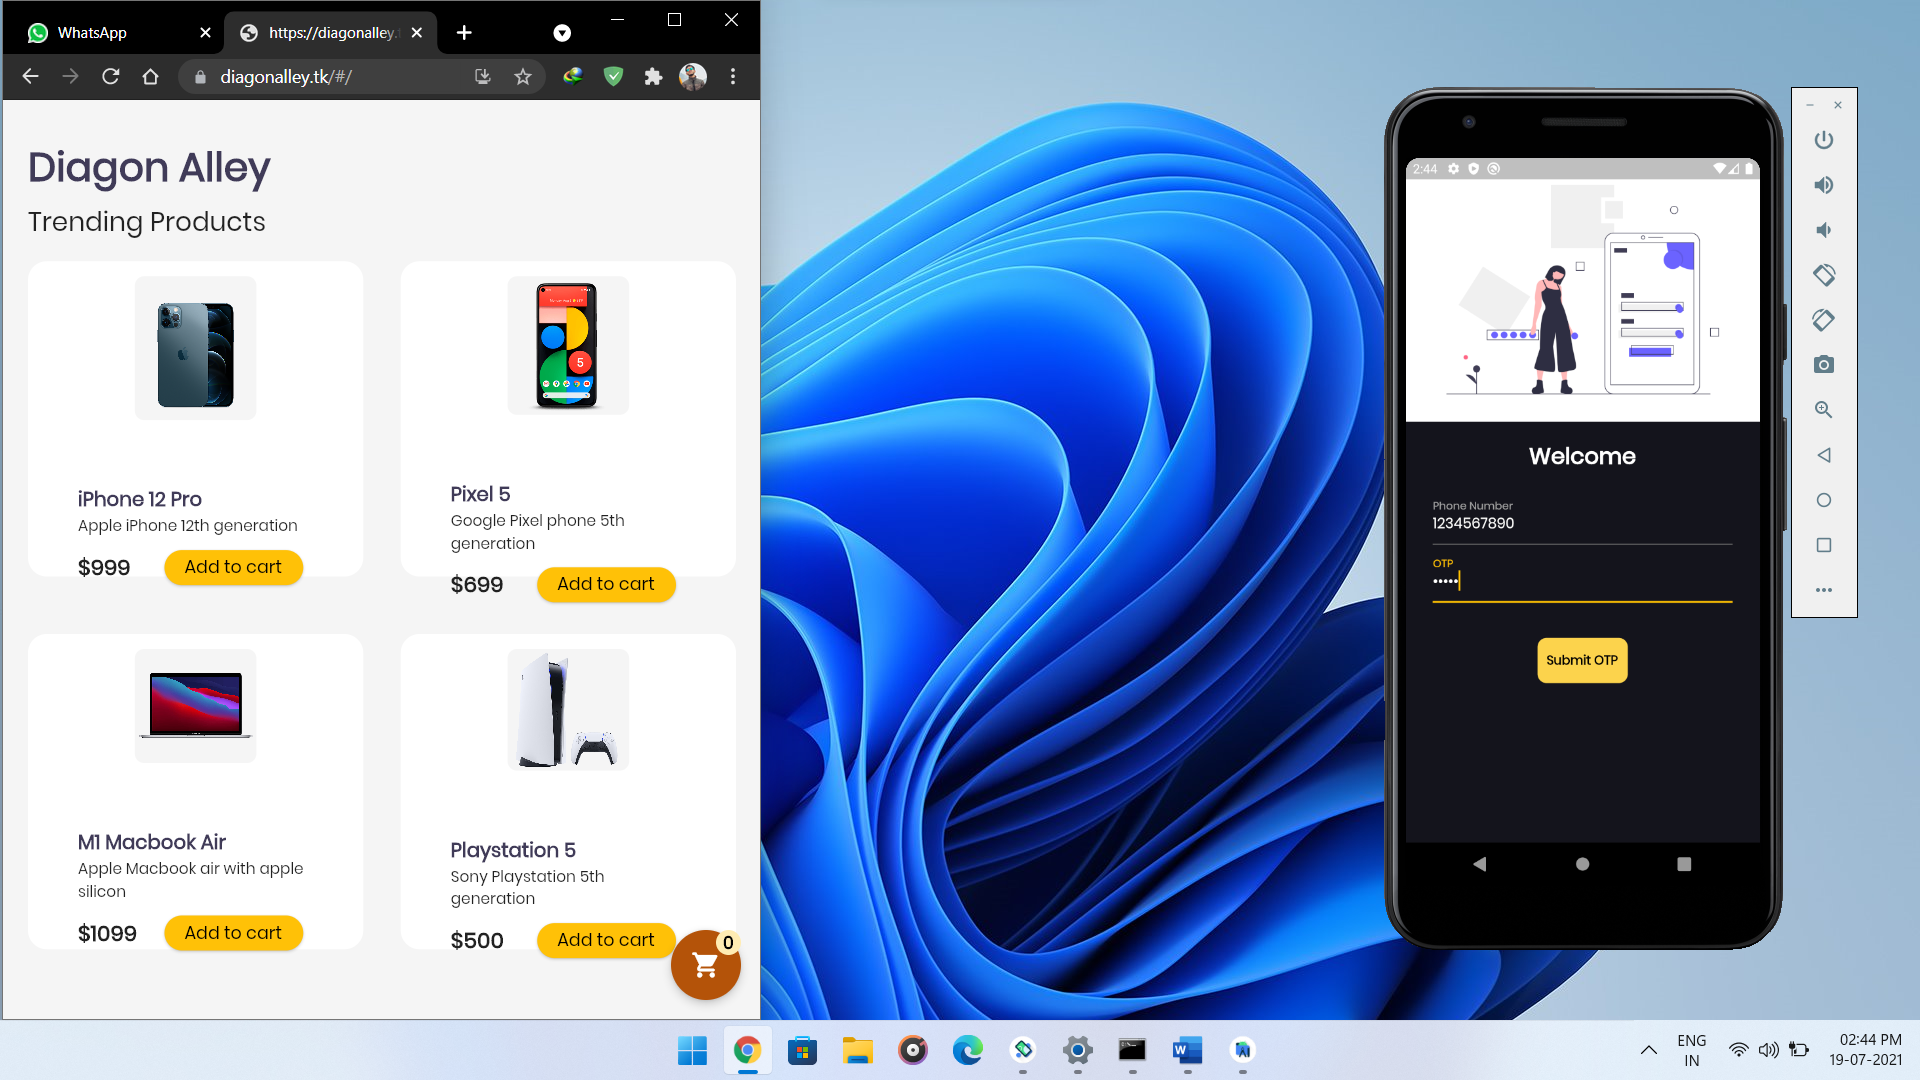 WhatsApp
https://diagonalley.t
diagonalley.tk/#/
Diagon Alley
Trending Products
iPhone 12 Pro
Apple iPhone 12th generation
$999
Add to cart
Pixel 5
Google Pixel phone 5th
generation
$699
Add to cart
M1 Macbook Air
Apple Macbook air with apple
silicon
$1099
Add to cart
Playstation 5
Sony Playstation 5th
generation
$500
Add to cart
0
2:44
Welcome
Phone Number
1234567890
OTP
•••••
Submit OTP
ENG
IN
02:44 PM
19-07-2021